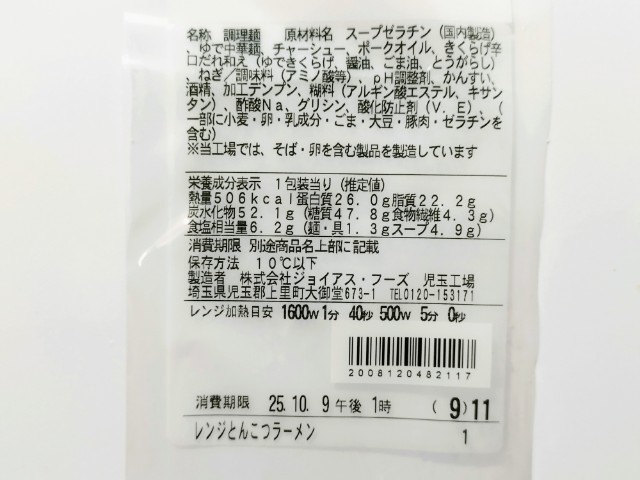 名称 調理麺 原材料名 スープゼラチン(国内製造)
、ゆで中華麺、チャーシュー、ポークオイル、きくらげ辛
口だれ和え(ゆできくらげ、醤油、ごま油、とうがらし)
、ねぎ/調味料(アミノ酸等)、pH調整剤、かんすい、
酒精、加工デンプン、糊料(アルギン酸エステル、キサン
タン)、酢酸Na、グリシン、酸化防止剤(V.E)、(
一部に小麦・卵・乳成分・ごま・大豆・豚肉・ゼラチンを
含む)
※当工場では、そば・卵を含む製品を製造しています
栄養成分表示 1包装当り(推定値)
熱量506kcal蛋白質26.0g脂質22.2g
炭水化物52.1g(糖質47.8g食物繊維4.3g)
食塩相当量6.2g(麺・具1.3gスープ4.9g)
消費期限 別途商品名上部に記載
保存方法 10℃以下
製造者 株式会社ジョイアス・フーズ 児玉工場
埼玉県児玉郡上里町大御堂673-1 TEL0120-153171
レンジ加熱目安 1600W 1分 40秒 500W 5分 0秒
2008120482117
消費期限 25.10. 9 午後 1時 (9)11
レンジとんこつラーメン 1